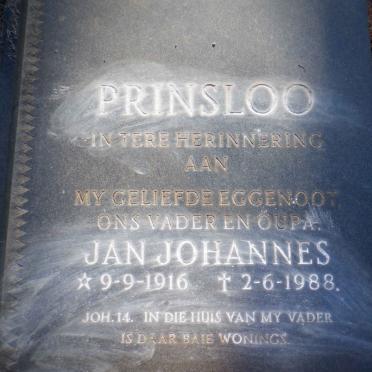 PRINSLOO
IN TERE HERINNERING
AAN
MY GELIEFDE EGGENOOT,
ONS VADER EN OUPA.
JAN JOHANNES
☆ 9-9-1916 ✝ 2-6-1988.
JOH.14. IN DIE HUIS VAN MY VADER
IS DAAR BAIE WONINGS.